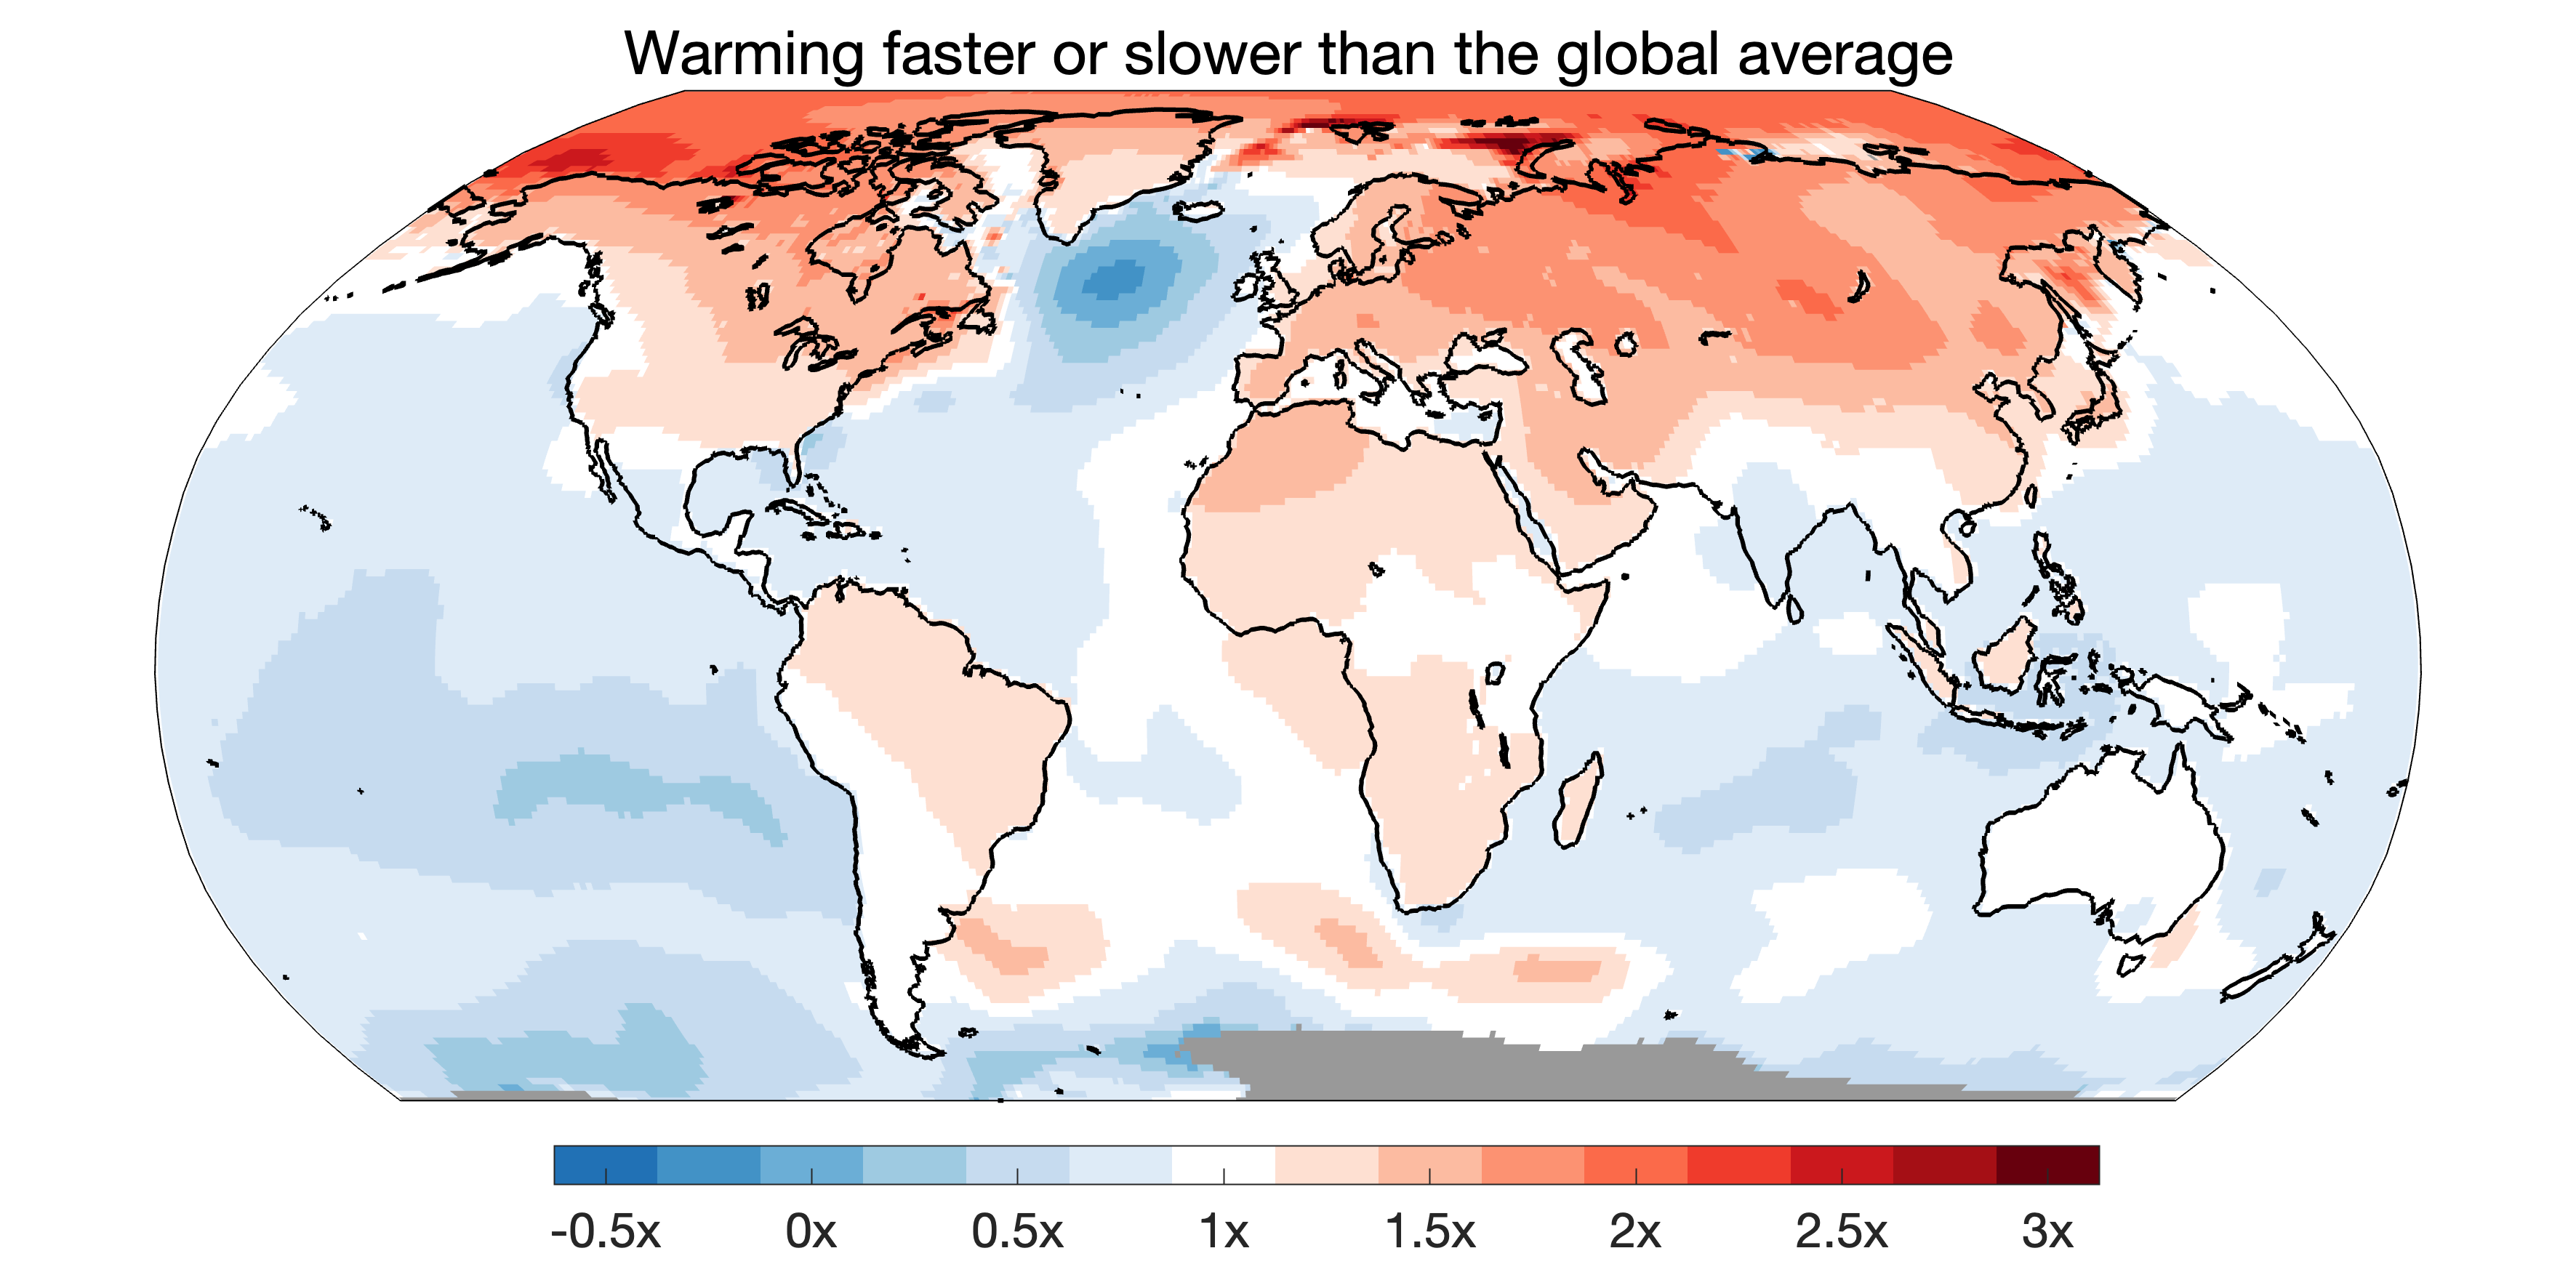 Warming faster or slower than the global average
-0.5x 0x 0.5x 1x 1.5x 2x 2.5x 3x